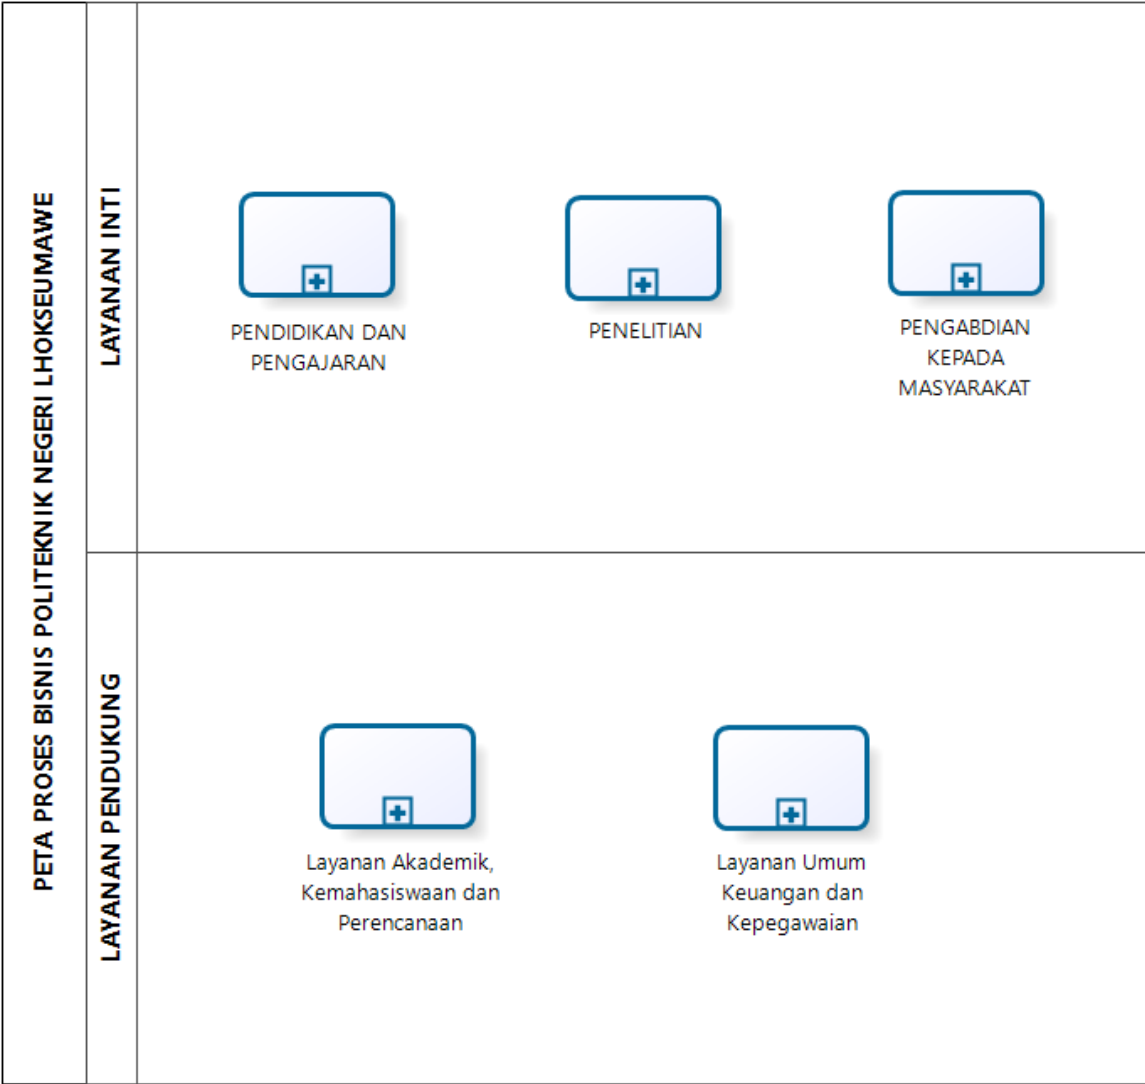 PETA PROSES BISNIS POLITEKNIK NEGERI LHOKSEUMAWE
LAYANAN INTI
PENDIDIKAN DAN
PENGAJARAN
PENELITIAN
PENGABDIAN
KEPADA
MASYARAKAT
LAYANAN PENDUKUNG
Layanan Akademik,
Kemahasiswaan dan
Perencanaan
Layanan Umum
Keuangan dan
Kepegawaian